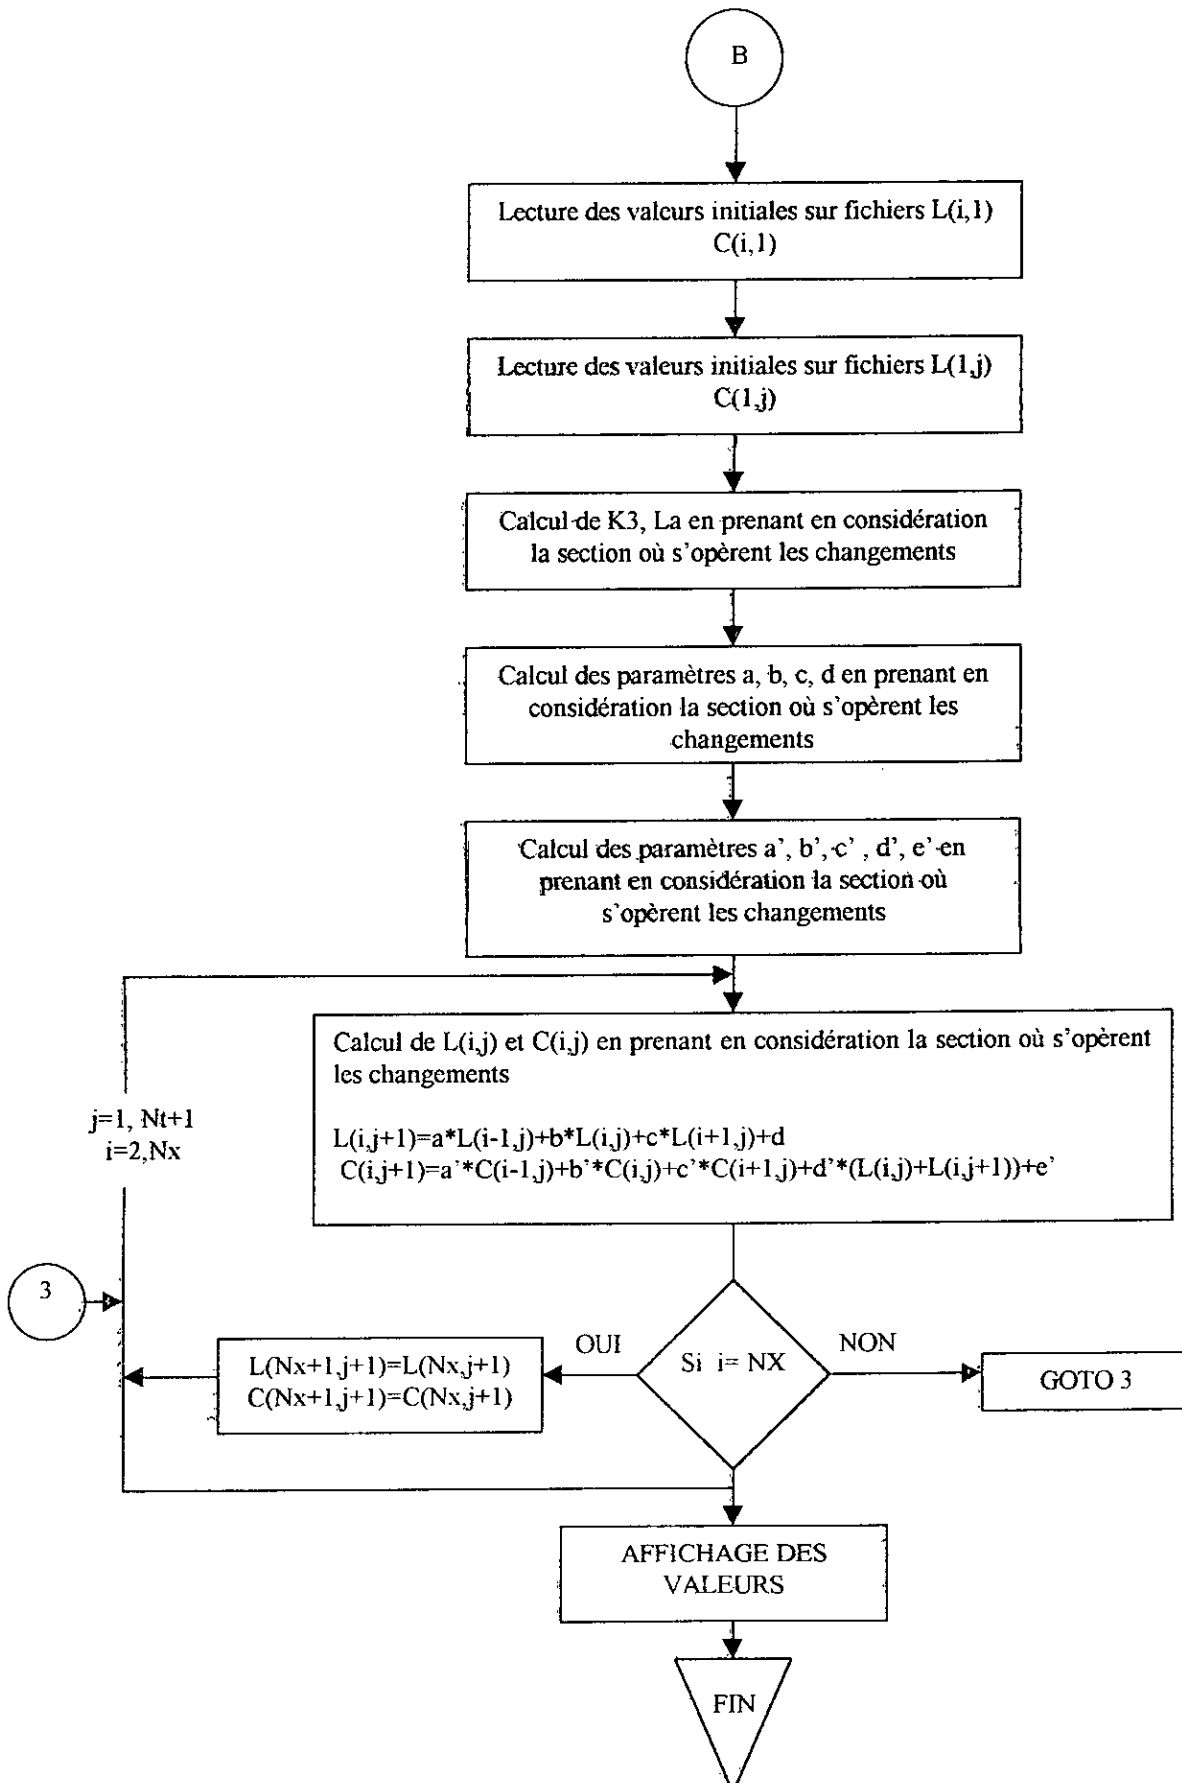 B
Lecture des valeurs initiales sur fichiers L(i,1)
C(i,1)
Lecture des valeurs initiales sur fichiers L(1,j)
C(1,j)
Calcul de K3, La en prenant en considération
la section où s'opèrent les changements
Calcul des paramètres a, b, c, d en prenant en
considération la section où s'opèrent les
changements
Calcul des paramètres a', b', c' , d', e' en
prenant en considération la section où
s'opèrent les changements
Calcul de L(i,j) et C(i,j) en prenant en considération la section où s'opèrent
les changements
L(i,j+1)=a*L(i-1,j)+b*L(i,j)+c*L(i+1,j)+d
C(i,j+1)=a'*C(i-1,j)+b'*C(i,j)+c'*C(i+1,j)+d'*(L(i,j)+L(i,j+1))+e'
j=1, Nt+1
i=2,Nx
3
OUI
Si i= NX
NON
L(Nx+1,j+1)=L(Nx,j+1)
C(Nx+1,j+1)=C(Nx,j+1)
GOTO 3
AFFICHAGE DES
VALEURS
FIN